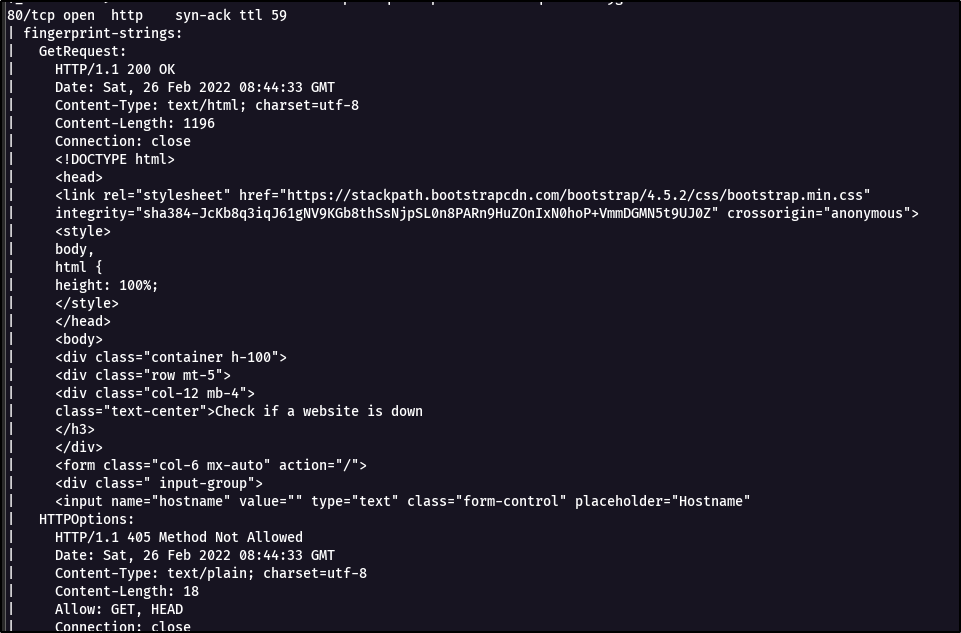 80/tcp open  http    syn-ack ttl 59
| fingerprint-strings:
|   GetRequest:
|     HTTP/1.1 200 OK
|     Date: Sat, 26 Feb 2022 08:44:33 GMT
|     Content-Type: text/html; charset=utf-8
|     Content-Length: 1196
|     Connection: close
|     <!DOCTYPE html>
|     <head>
|     <link rel="stylesheet" href="https://stackpath.bootstrapcdn.com/bootstrap/4.5.2/css/bootstrap.min.css"
|     integrity="sha384-JcKb8q3iqJ61gNV9KGb8thSsNjpSL0n8PARn9HuZOnIxN0hoP+VmmDGMN5t9UJ0Z" crossorigin="anonymous">
|     <style>
|     body,
|     html {
|     height: 100%;
|     </style>
|     </head>
|     <body>
|     <div class="container h-100">
|     <div class="row mt-5">
|     <div class="col-12 mb-4">
|     class="text-center">Check if a website is down
|     </h3>
|     </div>
|     <form class="col-6 mx-auto" action="/">
|     <div class=" input-group">
|     <input name="hostname" value="" type="text" class="form-control" placeholder="Hostname"
|   HTTPOptions:
|     HTTP/1.1 405 Method Not Allowed
|     Date: Sat, 26 Feb 2022 08:44:33 GMT
|     Content-Type: text/plain; charset=utf-8
|     Content-Length: 18
|     Allow: GET, HEAD
|     Connection: close